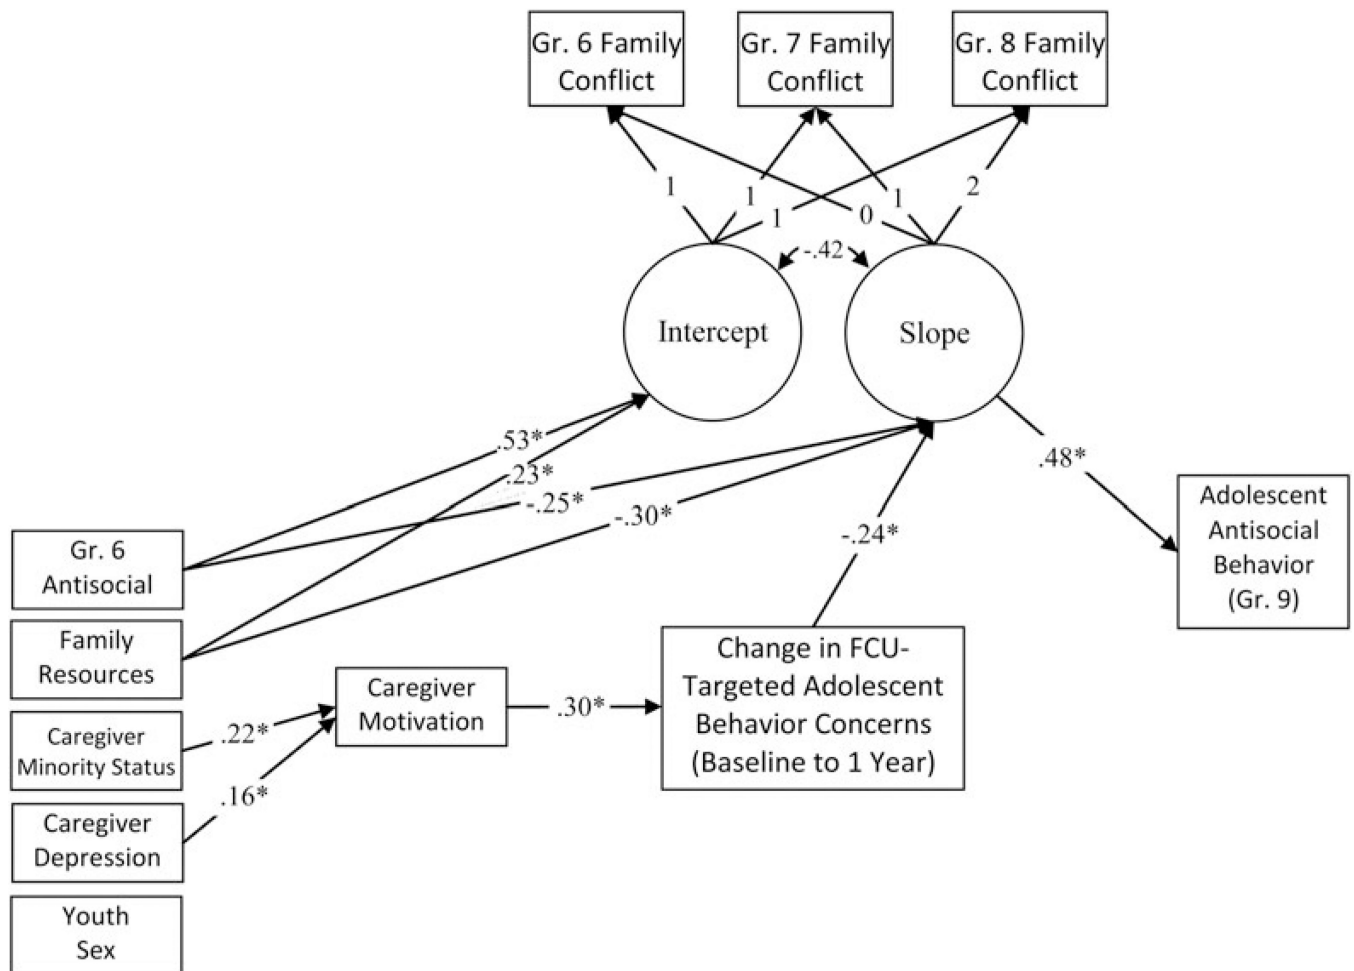 Gr. 6 Family
Conflict
Gr. 7 Family
Conflict
Gr. 8 Family
Conflict
1
1
1
0
1
2
-.42
Intercept
Slope
.53*
.23*
-.25*
-.30*
-.24*
.48*
Gr. 6
Antisocial
Family
Resources
Caregiver
Minority Status
Caregiver
Depression
Youth
Sex
.22*
.16*
Caregiver
Motivation
.30*
Change in FCU-
Targeted Adolescent
Behavior Concerns
(Baseline to 1 Year)
Adolescent
Antisocial
Behavior
(Gr. 9)